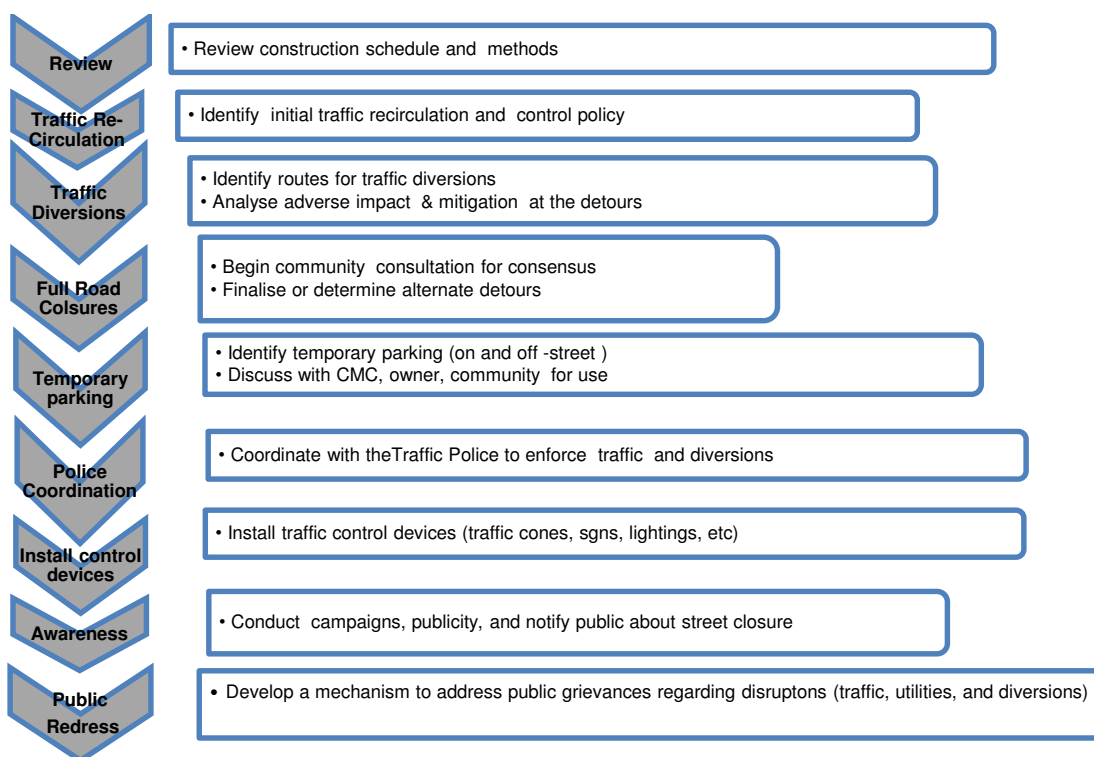 Review
• Review construction schedule and methods
Traffic Re-
Circulation
• Identify initial traffic recirculation and control policy
Traffic
Diversions
• Identify routes for traffic diversions
• Analyse adverse impact & mitigation at the detours
Full Road
Colsures
• Begin community consultation for consensus
• Finalise or determine alternate detours
Temporary
parking
• Identify temporary parking (on and off -street )
• Discuss with CMC, owner, community for use
Police
Coordination
• Coordinate with theTraffic Police to enforce traffic and diversions
Install control
devices
• Install traffic control devices (traffic cones, sgns, lightings, etc)
Awareness
• Conduct campaigns, publicity, and notify public about street closure
Public
Redress
• Develop a mechanism to address public grievances regarding disruptons (traffic, utilities, and diversions)